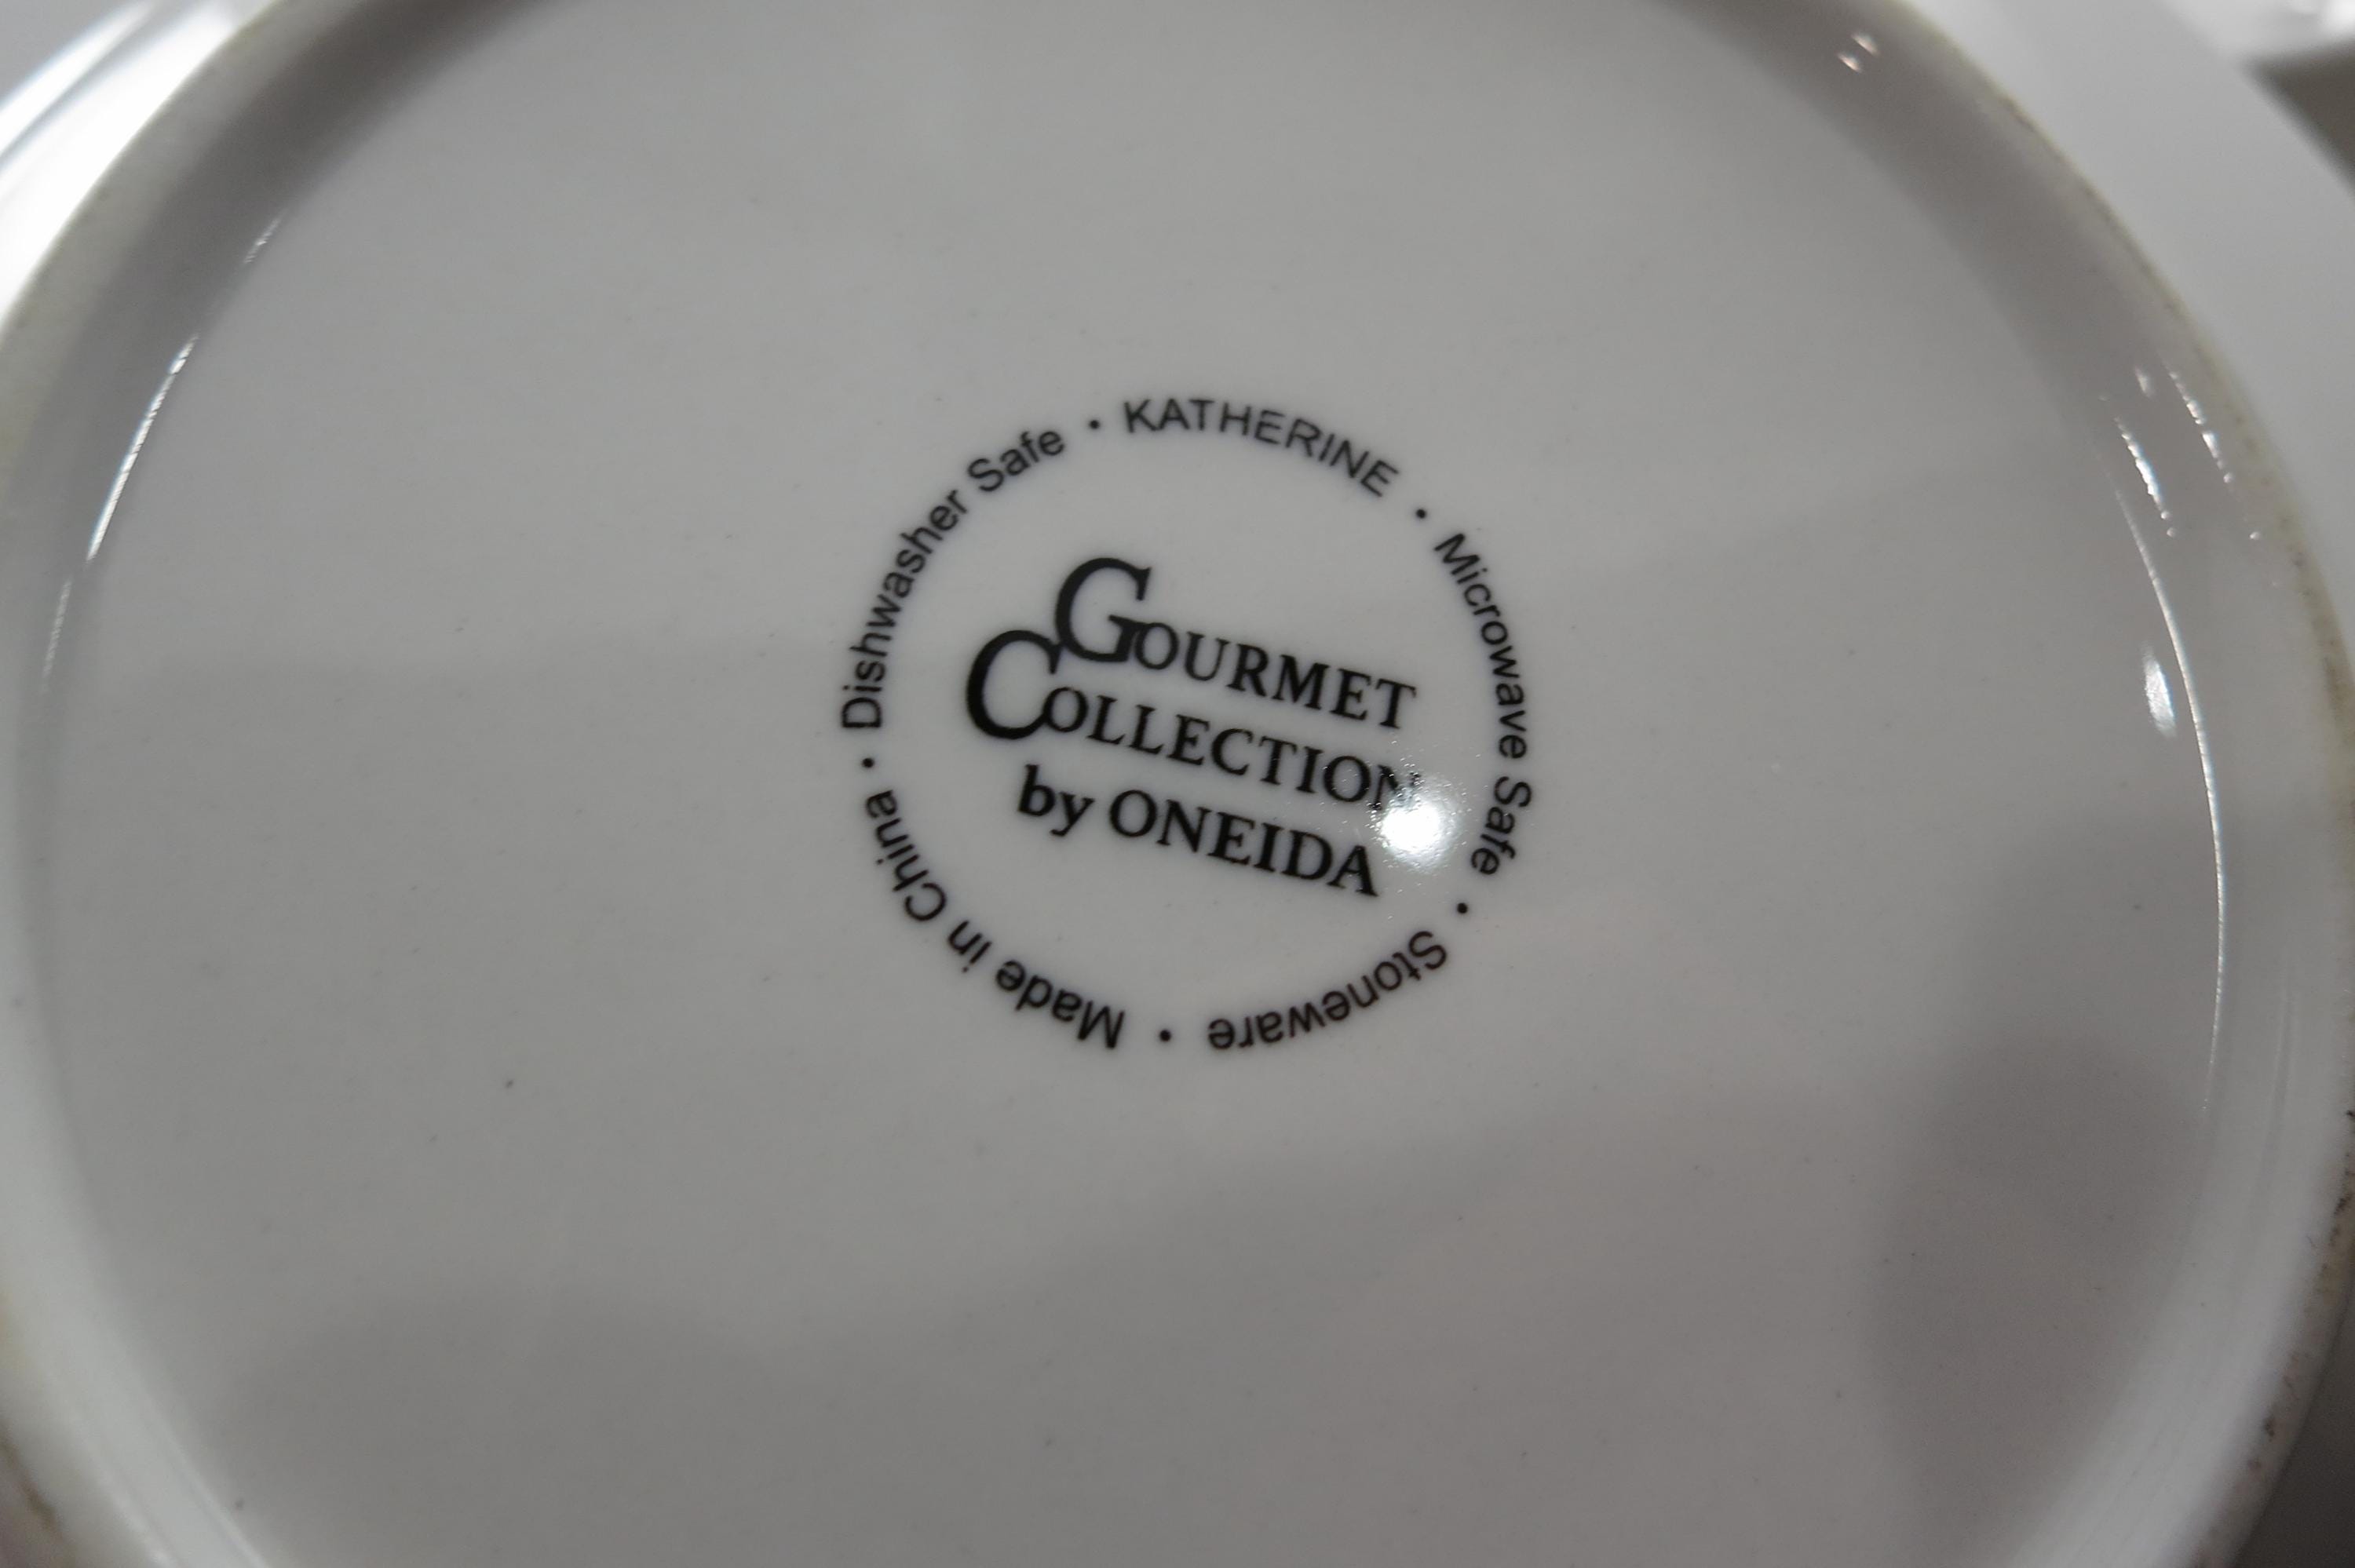 · KATHERINE · Microwave Safe · Stoneware · Made in China · Dishwasher Safe
GOURMET
COLLECTION
by ONEIDA